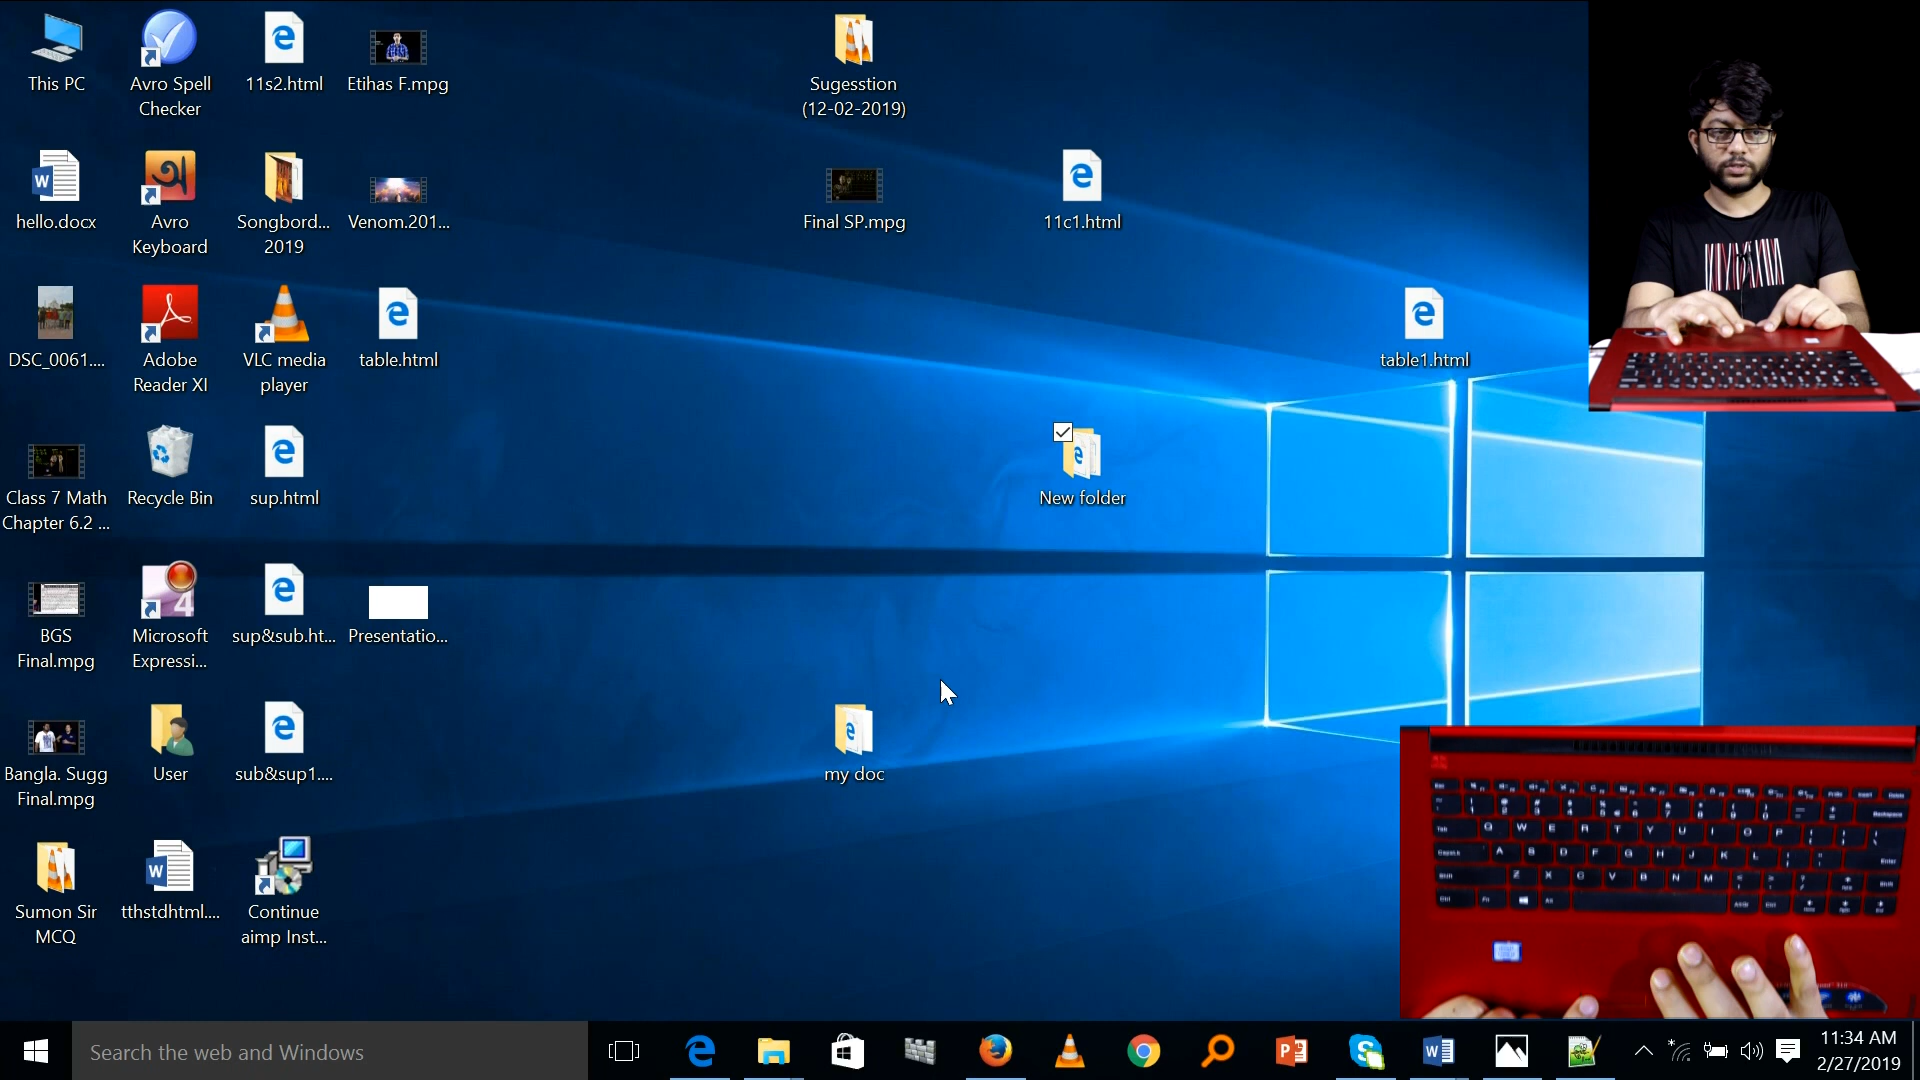 This PC
Avro Spell
Checker
11s2.html
Etihas F.mpg
Sugesstion
(12-02-2019)
hello.docx
Avro
Keyboard
Songbord...
2019
Venom.201...
Final SP.mpg
11c1.html
DSC_0061....
Adobe
Reader XI
VLC media
player
table.html
table1.html
Class 7 Math
Chapter 6.2 ...
Recycle Bin
sup.html
New folder
BGS
Final.mpg
Microsoft
Expressi...
sup&sub.ht...
Presentatio...
Bangla. Sugg
Final.mpg
User
sub&sup1....
my doc
Sumon Sir
MCQ
tthstdhtml....
Continue
aimp Inst...
Search the web and Windows
11:34 AM
2/27/2019